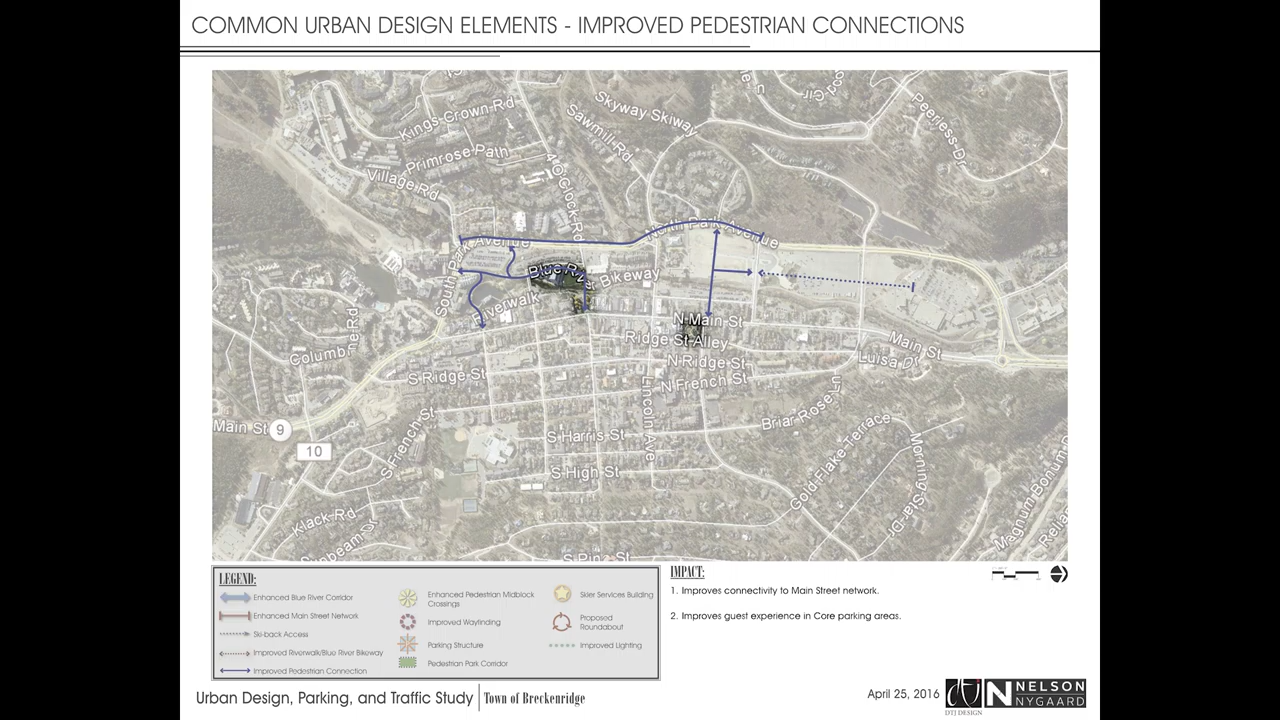 COMMON URBAN DESIGN ELEMENTS - IMPROVED PEDESTRIAN CONNECTIONS
Kings Crown Rd
Skyway Skiway
Peerless Dr
Sawmill Rd
Primrose Path
Village Rd
4 O'Clock Rd
South Park Avenue
North Park Avenue
Blue River Bikeway
Riverwalk
N Main St
Ridge St Alley
Main St
Luisa Dr
N Ridge St
N French St
S Ridge St
Lincoln Ave
Briar Rose Ln
Main St 9
10
S French St
S Harris St
S High St
Gold Flake Terrace
Morning Star Dr
Klack Rd
S Pine St
LEGEND:
Enhanced Blue River Corridor
Enhanced Main Street Network
Ski-back Access
Improved Riverwalk/Blue River Bikeway
Improved Pedestrian Connection
Enhanced Pedestrian Midblock
Crossings
Improved Wayfinding
Parking Structure
Pedestrian Park Corridor
Skier Services Building
Proposed
Roundabout
Improved Lighting
IMPACT:
1. Improves connectivity to Main Street network.
2. Improves guest experience in Core parking areas.
Urban Design, Parking, and Traffic Study | Town of Breckenridge
April 25, 2016
DTJ DESIGN
NELSON
NYGAARD